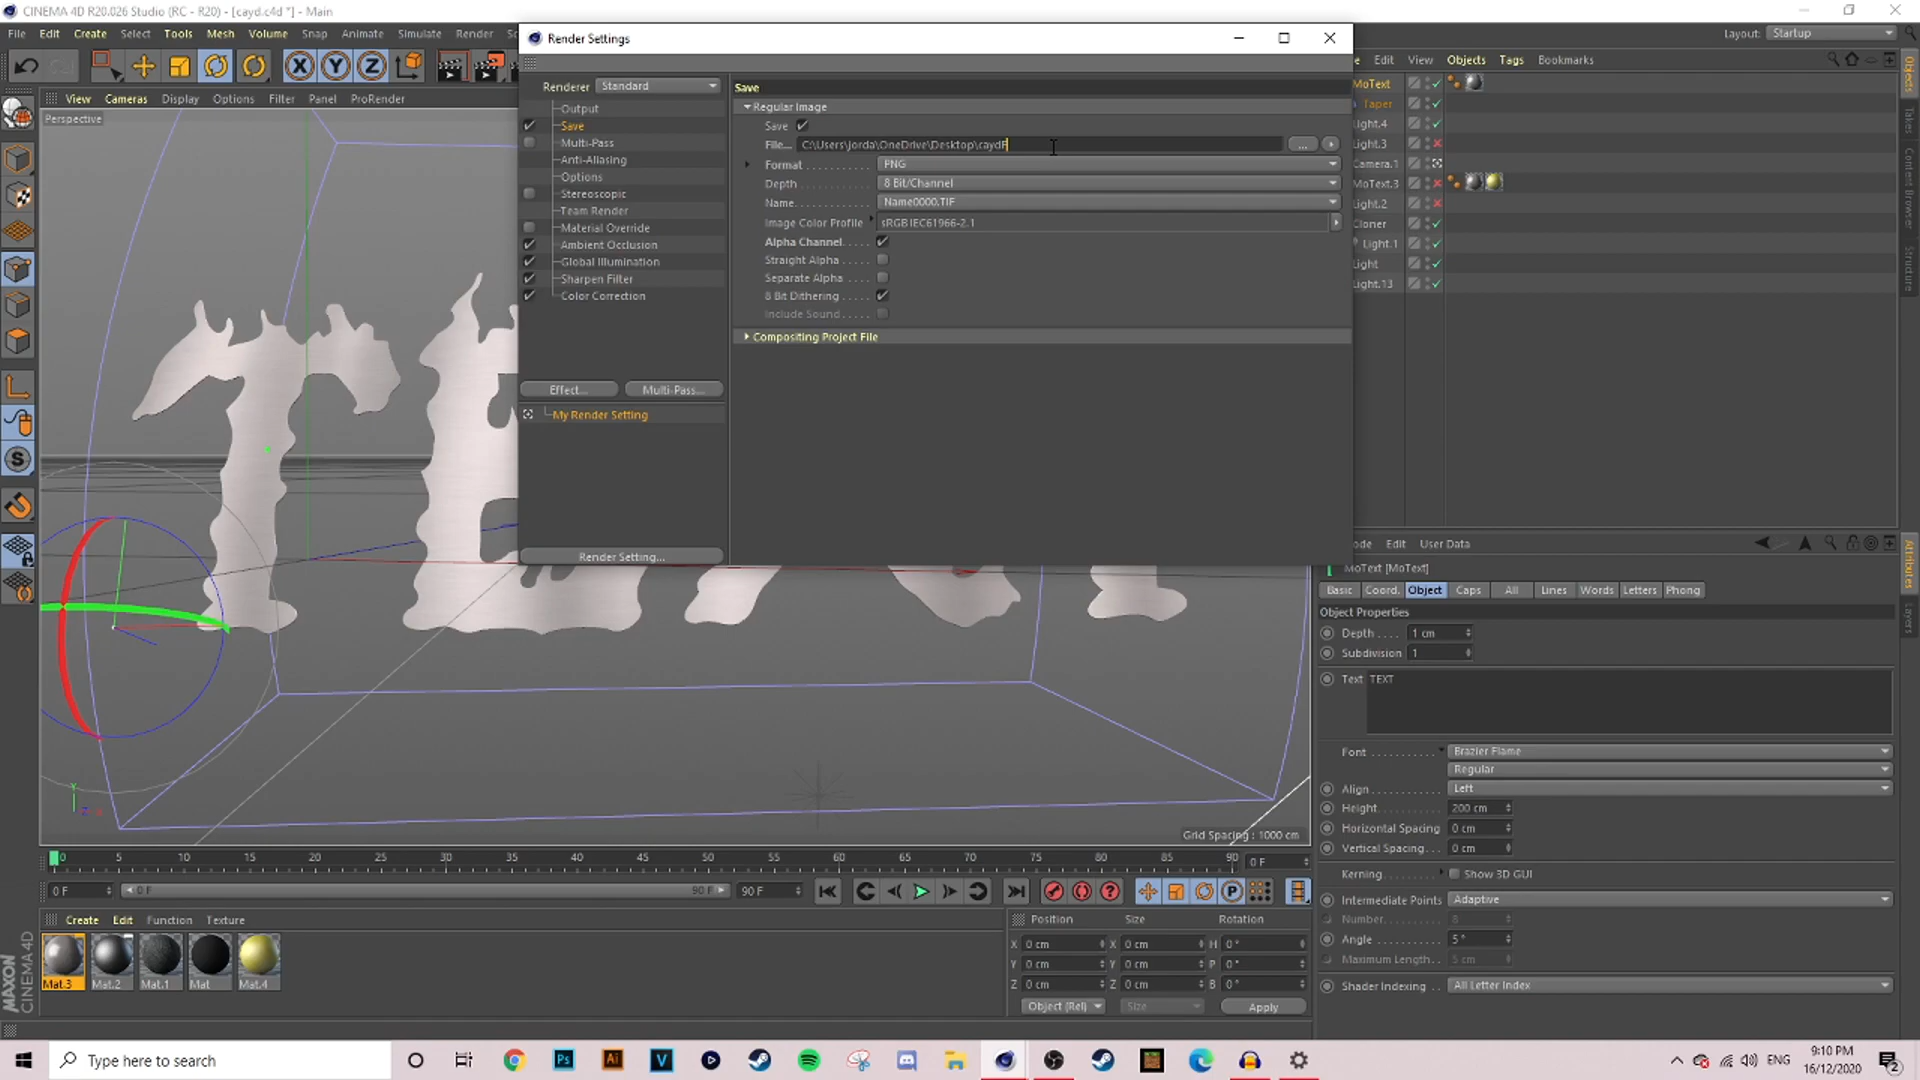 CINEMA 4D R20.026 Studio (RC - R20) - [cayd.c4d *] - Main
File Edit Create Select Tools Mesh Volume Snap Animate Simulate Render
Layout: Startup
View Cameras Display Options Filter Panel ProRender
Perspective
Render Settings
Renderer Standard
Output
Save
Multi-Pass
Anti-Aliasing
Options
Stereoscopic
Team Render
Material Override
Ambient Occlusion
Global Illumination
Sharpen Filter
Color Correction
Effect... Multi-Pass...
My Render Setting
Render Setting...
Save
Regular Image
Save
File... C:\Users\jorda\OneDrive\Desktop\caydF
...
Format PNG
Depth 8 Bit/Channel
Name Name0000.TIF
Image Color Profile sRGB IEC61966-2.1
Alpha Channel
Straight Alpha
Separate Alpha
8 Bit Dithering
Include Sound
Compositing Project File
Edit View Objects Tags Bookmarks
MoText
Taper
Light.4
Light.3
Camera.1
MoText.3
Light.2
Cloner
Light.1
Light
Light.13
Objects
Takes
Content Browser
Structure
Attributes
Layers
Edit User Data
MoText [MoText]
Basic Coord. Object Caps All Lines Words Letters Phong
Object Properties
Depth 1 cm
Subdivision 1
Text TEXT
Font Brazier Flame
Regular
Align Left
Height 200 cm
Horizontal Spacing 0 cm
Vertical Spacing 0 cm
Kerning Show 3D GUI
Intermediate Points Adaptive
Number 8
Angle 5 °
Maximum Length 5 cm
Shader Indexing All Letter Index
Grid Spacing : 1000 cm
Y
Z
0 5 10 15 20 25 30 35 40 45 50 55 60 65 70 75 80 85 90 0 F
0 F 0 F 90 F 90 F
Create Edit Function Texture
Mat.3 Mat.2 Mat.1 Mat Mat.4
Position Size Rotation
X 0 cm X 0 cm H 0 °
Y 0 cm Y 0 cm P 0 °
Z 0 cm Z 0 cm B 0 °
Object (Rel) Size Apply
MAXON
CINEMA 4D
Type here to search
Ps Ai V
ENG
9:10 PM
16/12/2020
2